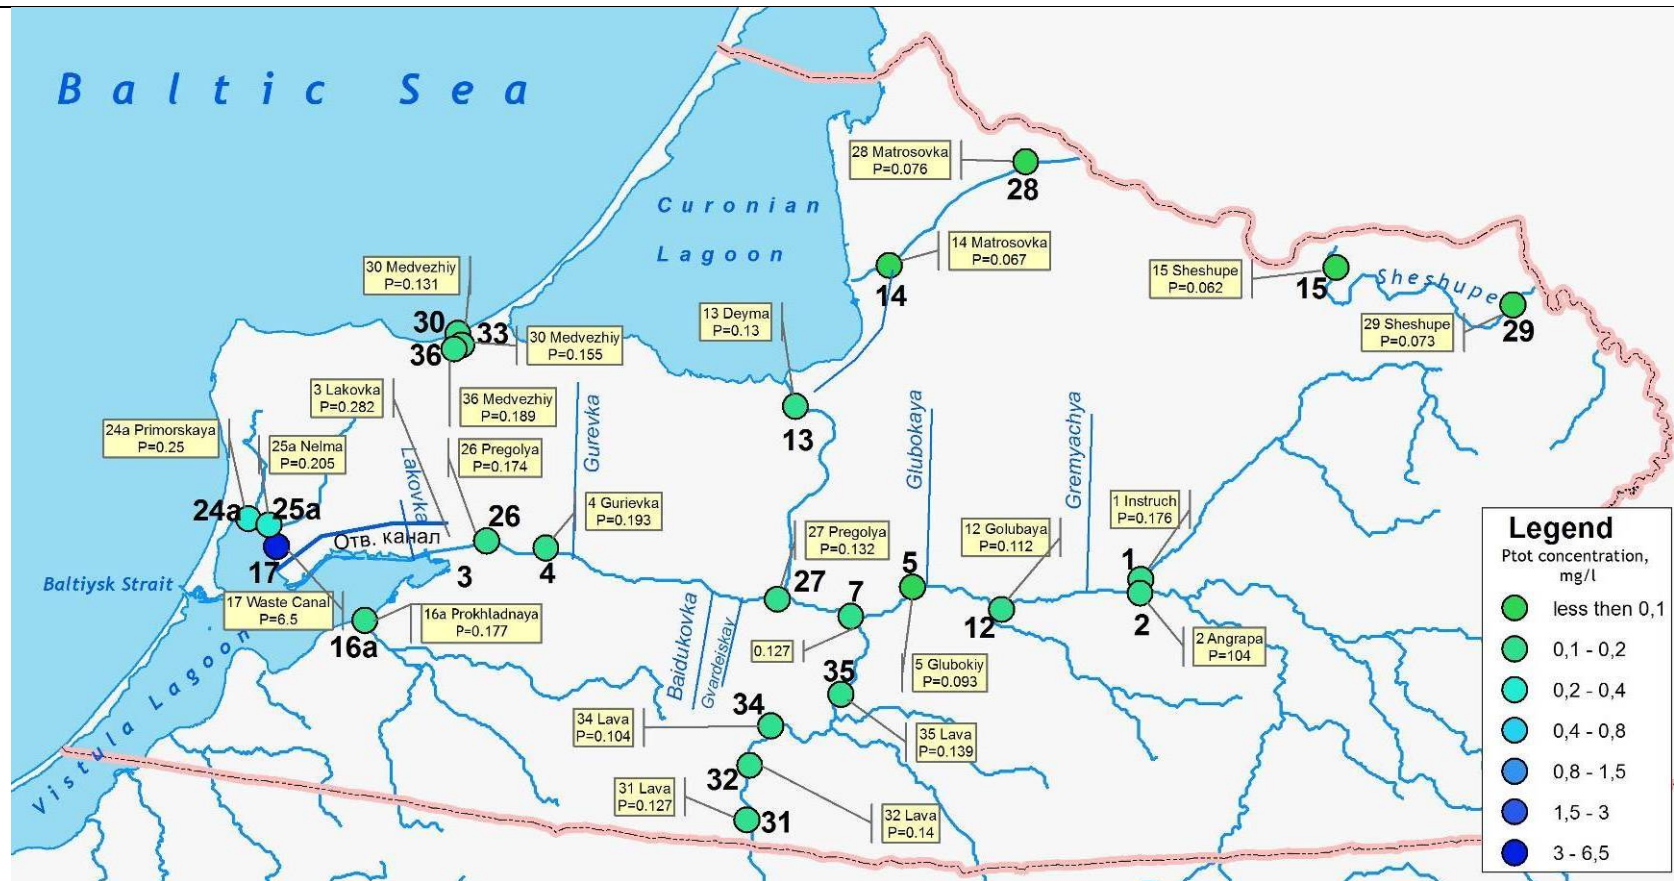 Baltic Sea
28 Matrosovka
P=0.076
28
Curonian
Lagoon
14 Matrosovka
P=0.067
14
15 Sheshupe
P=0.062
15
Sheshupe
29 Sheshupe
P=0.073
29
30 Medvezhiy
P=0.131
30
33
36
30 Medvezhiy
P=0.155
13 Deyma
P=0.13
13
3 Lakovka
P=0.282
36 Medvezhiy
P=0.189
24a Primorskaya
P=0.25
25a Nelma
P=0.205
26 Pregolya
P=0.174
Lakovka
Gurevka
Glubokaya
Gremyachya
24a
25a
26
4 Gurievka
P=0.193
27 Pregolya
P=0.132
12 Golubaya
P=0.112
1 Instruch
P=0.176
Отв. канал
17
3
4
27
7
5
12
1
2
Baltiysk Strait
17 Waste Canal
P=6.5
16a Prokhladnaya
P=0.177
16a
Baidukovka
Gvardeiskay
0.127
5 Glubokiy
P=0.093
2 Angrapa
P=104
Vistula Lagoon
35
34
34 Lava
P=0.104
35 Lava
P=0.139
32
31 Lava
P=0.127
31
32 Lava
P=0.14
Legend
Ptot concentration,
mg/l
less then 0,1
0,1 - 0,2
0,2 - 0,4
0,4 - 0,8
0,8 - 1,5
1,5 - 3
3 - 6,5